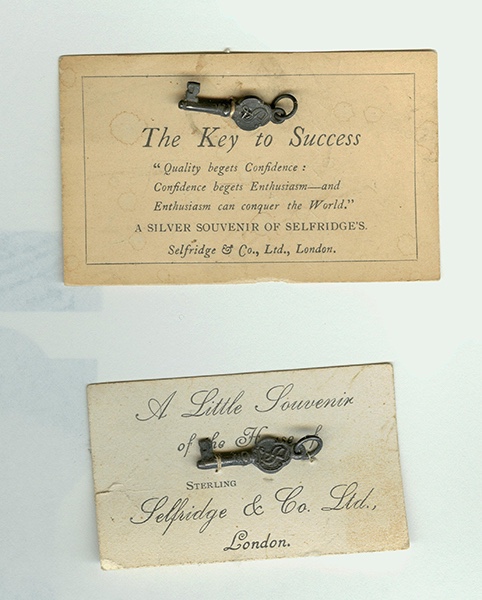 The Key to Success
"Quality begets Confidence:
Confidence begets Enthusiasm—and
Enthusiasm can conquer the World."
A SILVER SOUVENIR OF SELFRIDGE'S.
Selfridge & Co., Ltd., London.
A Little Souvenir
of the House of
STERLING
Selfridge & Co. Ltd.,
London.